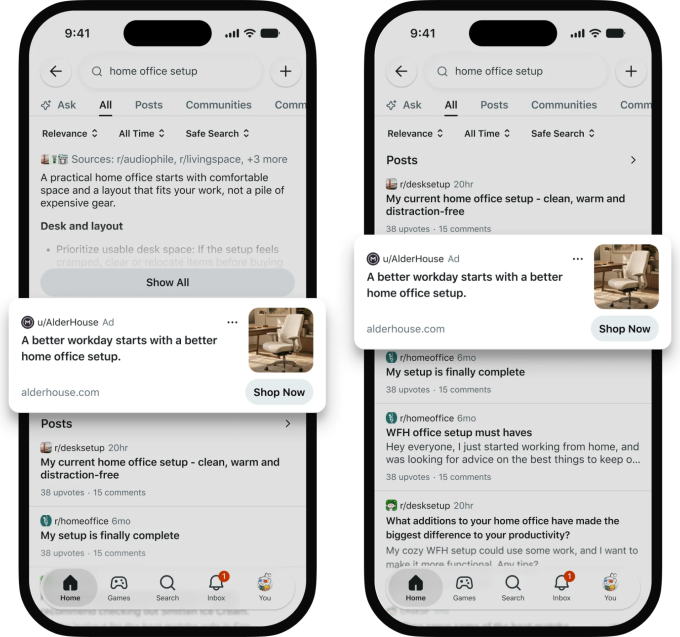 9:41
home office setup
Ask All Posts Communities Comm
Relevance All Time Safe Search
Sources: r/audiophile, r/livingspace, +3 more
A practical home office starts with comfortable
space and a layout that fits your work, not a pile of
expensive gear.
Desk and layout
• Prioritize usable desk space: If the setup feels
cramped, clear or relocate items before buying
Show All
u/AlderHouse Ad
A better workday starts with a better
home office setup.
alderhouse.com
Shop Now
Posts
r/desksetup 20hr
My current home office setup - clean, warm and
distraction-free
38 upvotes · 15 comments
r/homeoffice 6mo
My setup is finally complete
38 upvotes · 15 comments
1
Home Games Search Inbox You
9:41
home office setup
Ask All Posts Communities Comm
Relevance All Time Safe Search
Posts
r/desksetup 20hr
My current home office setup - clean, warm and
distraction-free
38 upvotes · 15 comments
u/AlderHouse Ad
A better workday starts with a better
home office setup.
alderhouse.com
Shop Now
r/homeoffice 6mo
My setup is finally complete
38 upvotes · 15 comments
r/homeoffice 6mo
WFH office setup must haves
Hey everyone, I just started working from home, and
was looking for advice on the best things to keep o...
38 upvotes · 15 comments
r/desksetup 20hr
What additions to your home office have made the
biggest difference to your productivity?
My cozy WFH setup could use some work, and I want to
make it more functional. Any tips?
1
Home Games Search Inbox You